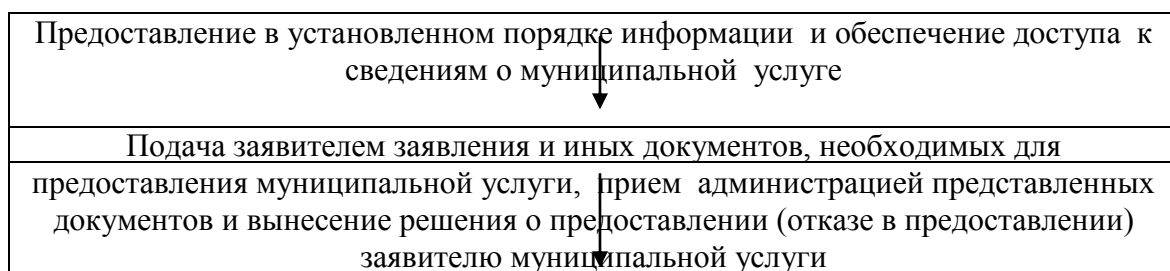 Предоставление в установленном порядке информации и обеспечение доступа к
сведениям о муниципальной услуге
Подача заявителем заявления и иных документов, необходимых для
предоставления муниципальной услуги, прием администрацией представленных
документов и вынесение решения о предоставлении (отказе в предоставлении)
заявителю муниципальной услуги